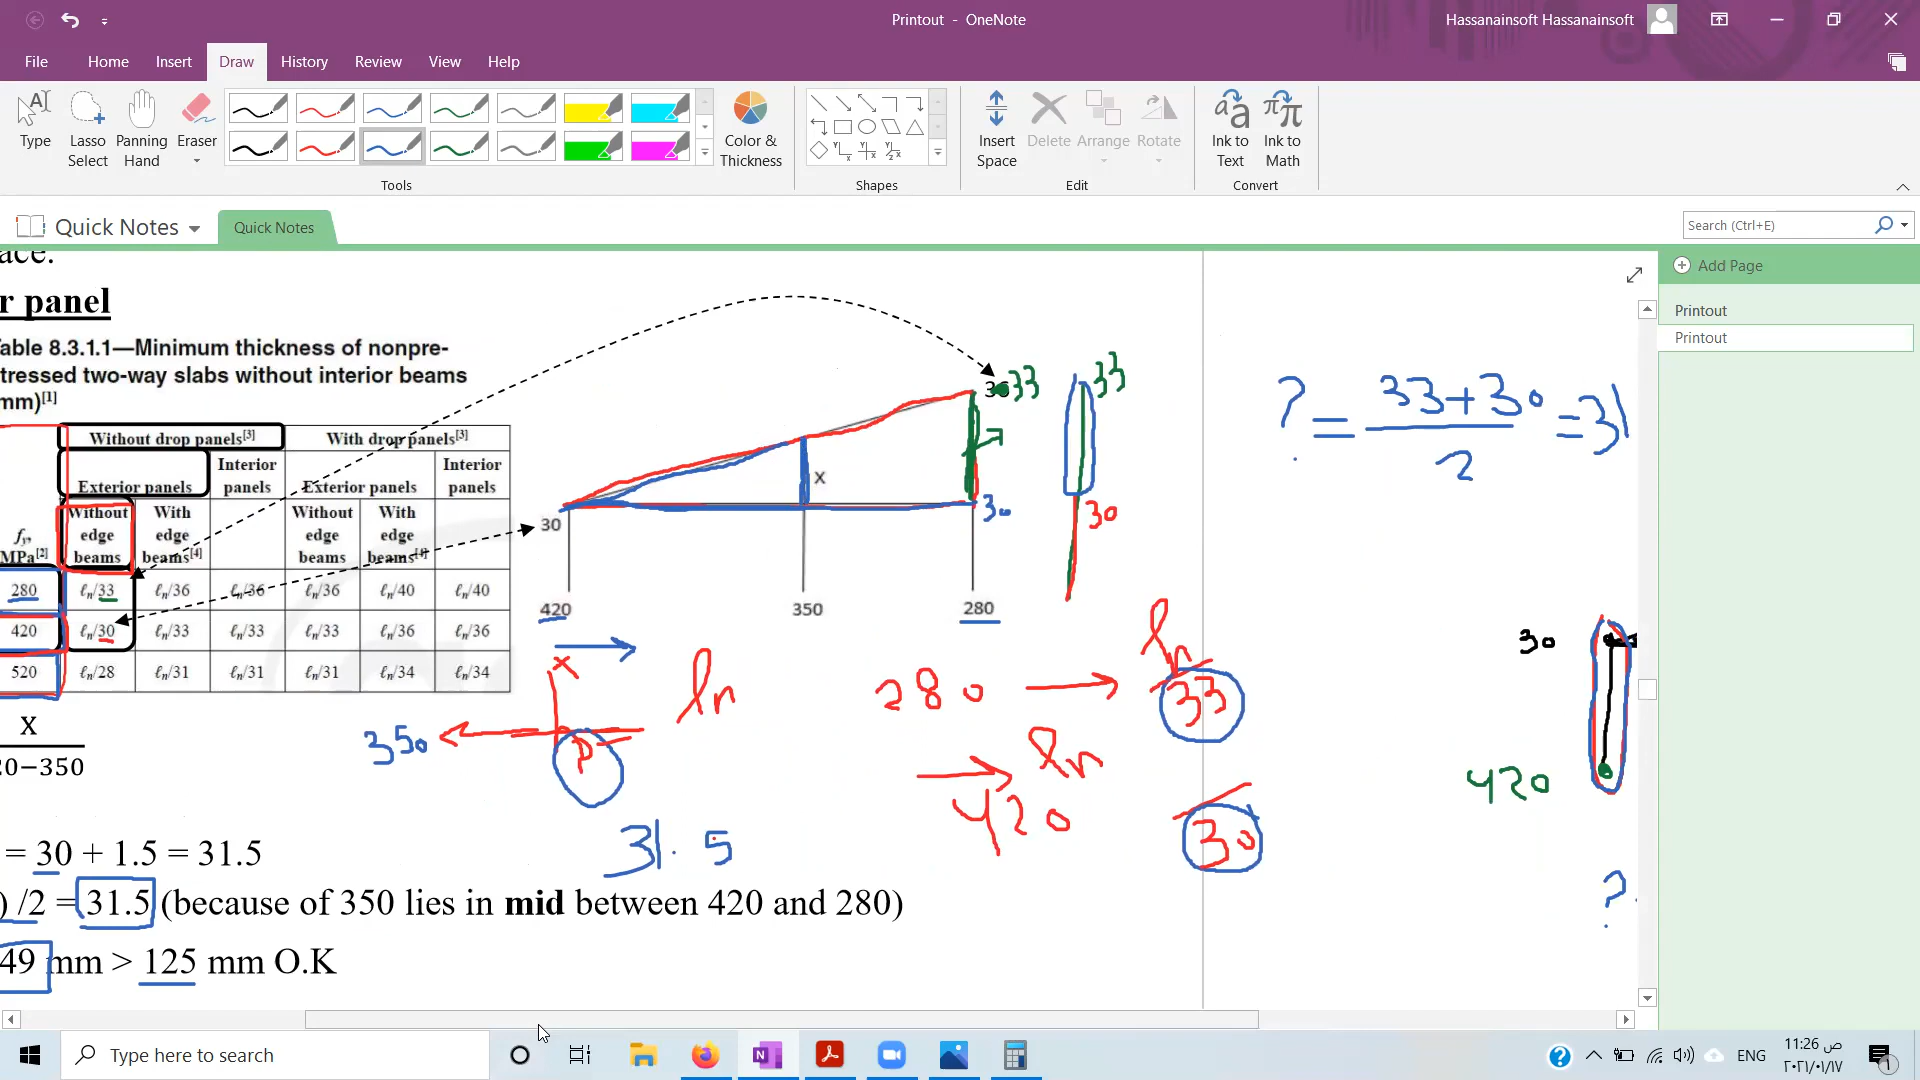 Printout - OneNote
Hassanainsoft Hassanainsoft
File Home Insert Draw History Review View Help
Type
Lasso Select
Panning Hand
Eraser
Color & Thickness
Insert Space
Delete
Arrange
Rotate
Ink to Text
Ink to Math
Tools
Shapes
Edit
Convert
Quick Notes
Quick Notes
Search (Ctrl+E)
Add Page
Printout
Printout
ace.
r panel
able 8.3.1.1—Minimum thickness of nonpre-
tressed two-way slabs without interior beams
mm)[1]
Without drop panels[3] With drop panels[3]
Exterior panels Interior panels Exterior panels Interior panels
fy, MPa[2] Without edge beams With edge beams[4] Without edge beams With edge beams[4]
280 ℓn/33 ℓn/36 ℓn/36 ℓn/36 ℓn/40 ℓn/40
420 ℓn/30 ℓn/33 ℓn/33 ℓn/33 ℓn/36 ℓn/36
520 ℓn/28 ℓn/31 ℓn/31 ℓn/31 ℓn/34 ℓn/34
33
33
x
30
30
30
420 350 280
? = 33+30 / 2 = 31
x
ln
?
350
280 → ln / 33
→ 420 ln / 30
30
420
?
31.5
X
20−350
= 30 + 1.5 = 31.5
) /2 = 31.5 (because of 350 lies in mid between 420 and 280)
49 mm > 125 mm O.K
Type here to search
ENG
11:26 ص
٢٠٢١/٠١/١٧